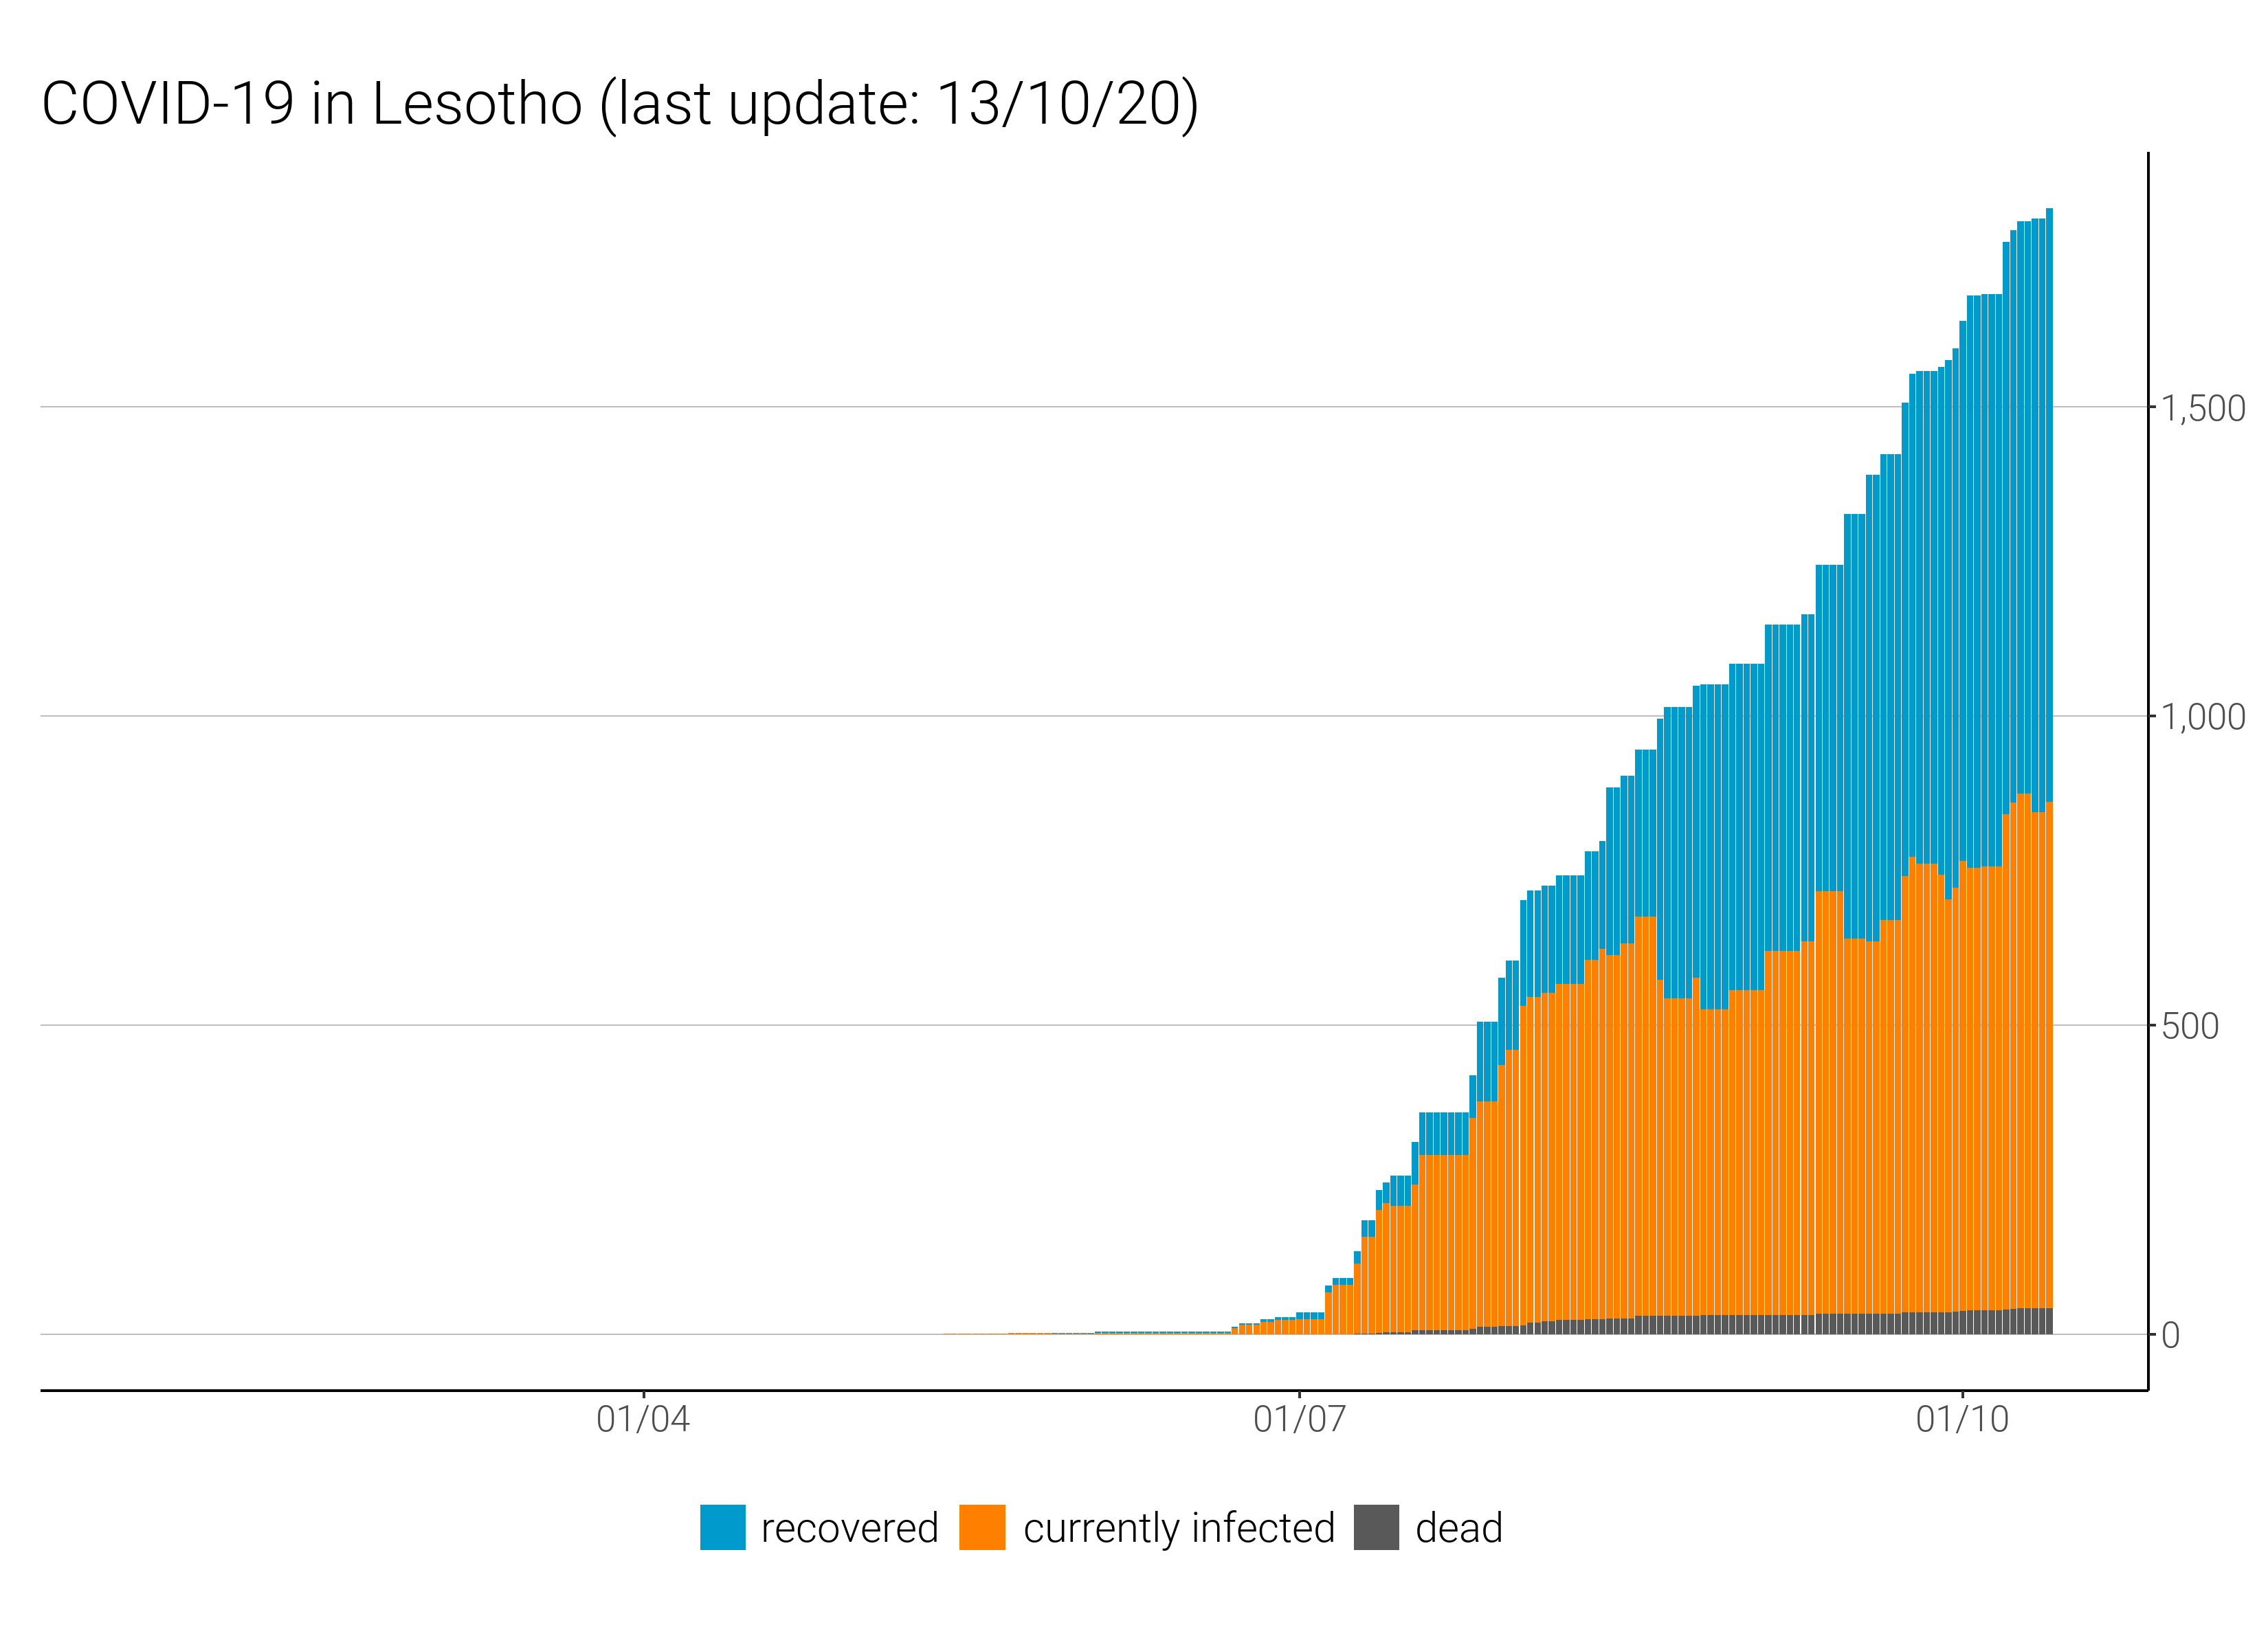 COVID-19 in Lesotho (last update: 13/10/20)
1,500
1,000
500
0
01/04 01/07 01/10
recovered currently infected dead